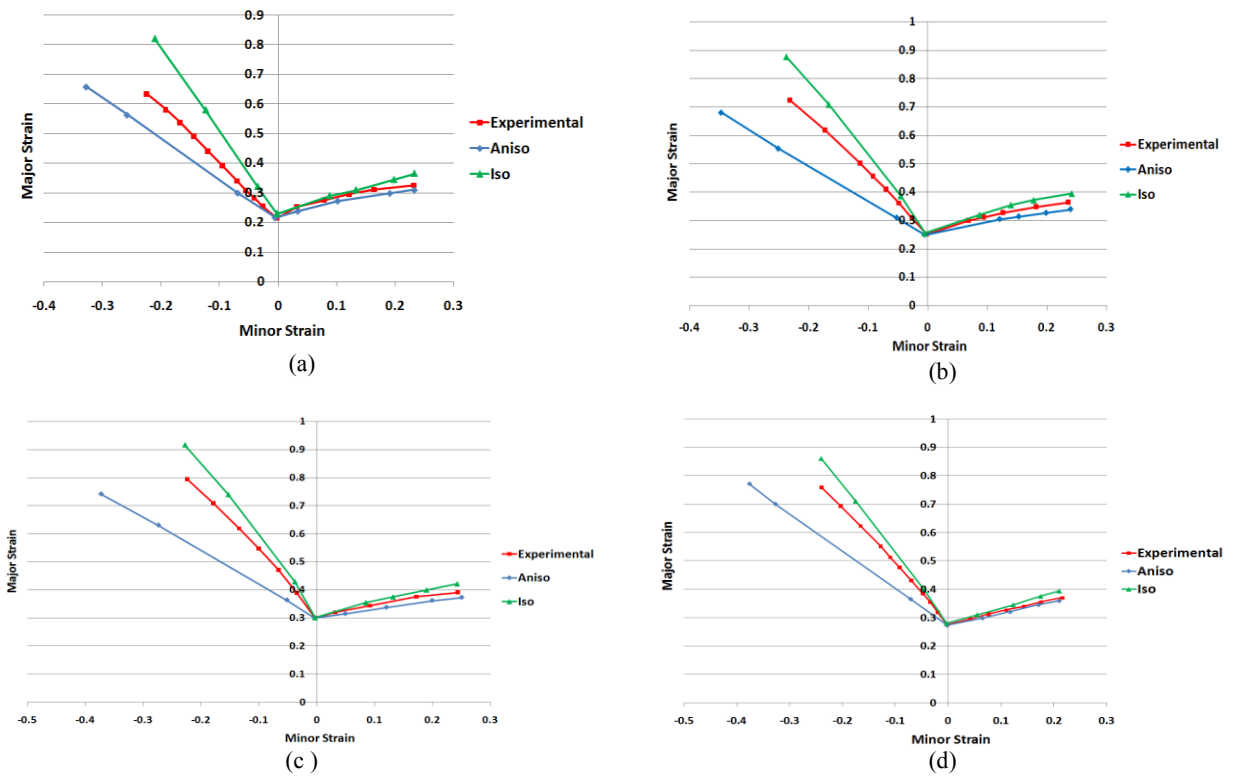 0.9
0.8
0.7
0.6
0.5
0.4
0.3
0.2
0.1
0
-0.4 -0.3 -0.2 -0.1 0 0.1 0.2 0.3
Major Strain
Minor Strain
Experimental
Aniso
Iso
(a)
1
0.9
0.8
0.7
0.6
0.5
0.4
0.3
0.2
0.1
0
-0.4 -0.3 -0.2 -0.1 0 0.1 0.2 0.3
Major Strain
Minor Strain
Experimental
Aniso
Iso
(b)
1
0.9
0.8
0.7
0.6
0.5
0.4
0.3
0.2
0.1
0
-0.5 -0.4 -0.3 -0.2 -0.1 0 0.1 0.2 0.3
Major Strain
Minor Strain
Experimental
Aniso
Iso
(c )
1
0.9
0.8
0.7
0.6
0.5
0.4
0.3
0.2
0.1
0
-0.5 -0.4 -0.3 -0.2 -0.1 0 0.1 0.2 0.3
Major Strain
Minor Strain
Experimental
Aniso
Iso
(d)